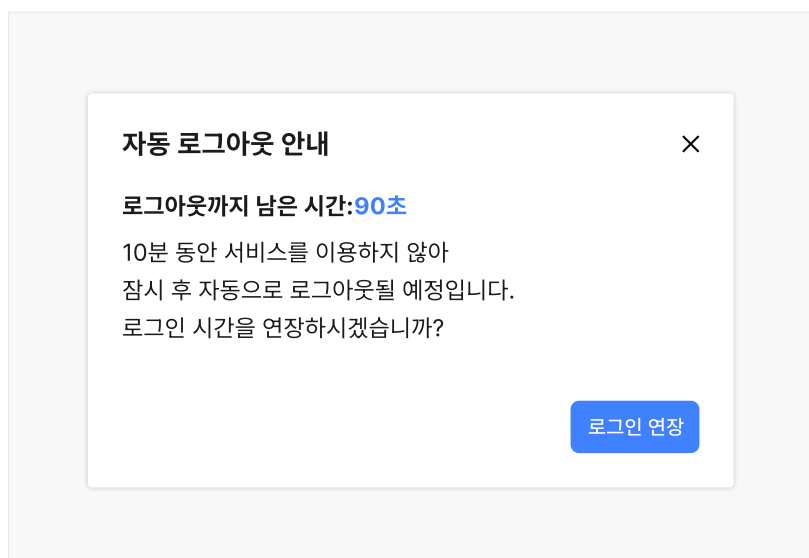 자동 로그아웃 안내
로그아웃까지 남은 시간:90초
10분 동안 서비스를 이용하지 않아
잠시 후 자동으로 로그아웃될 예정입니다.
로그인 시간을 연장하시겠습니까?
로그인 연장